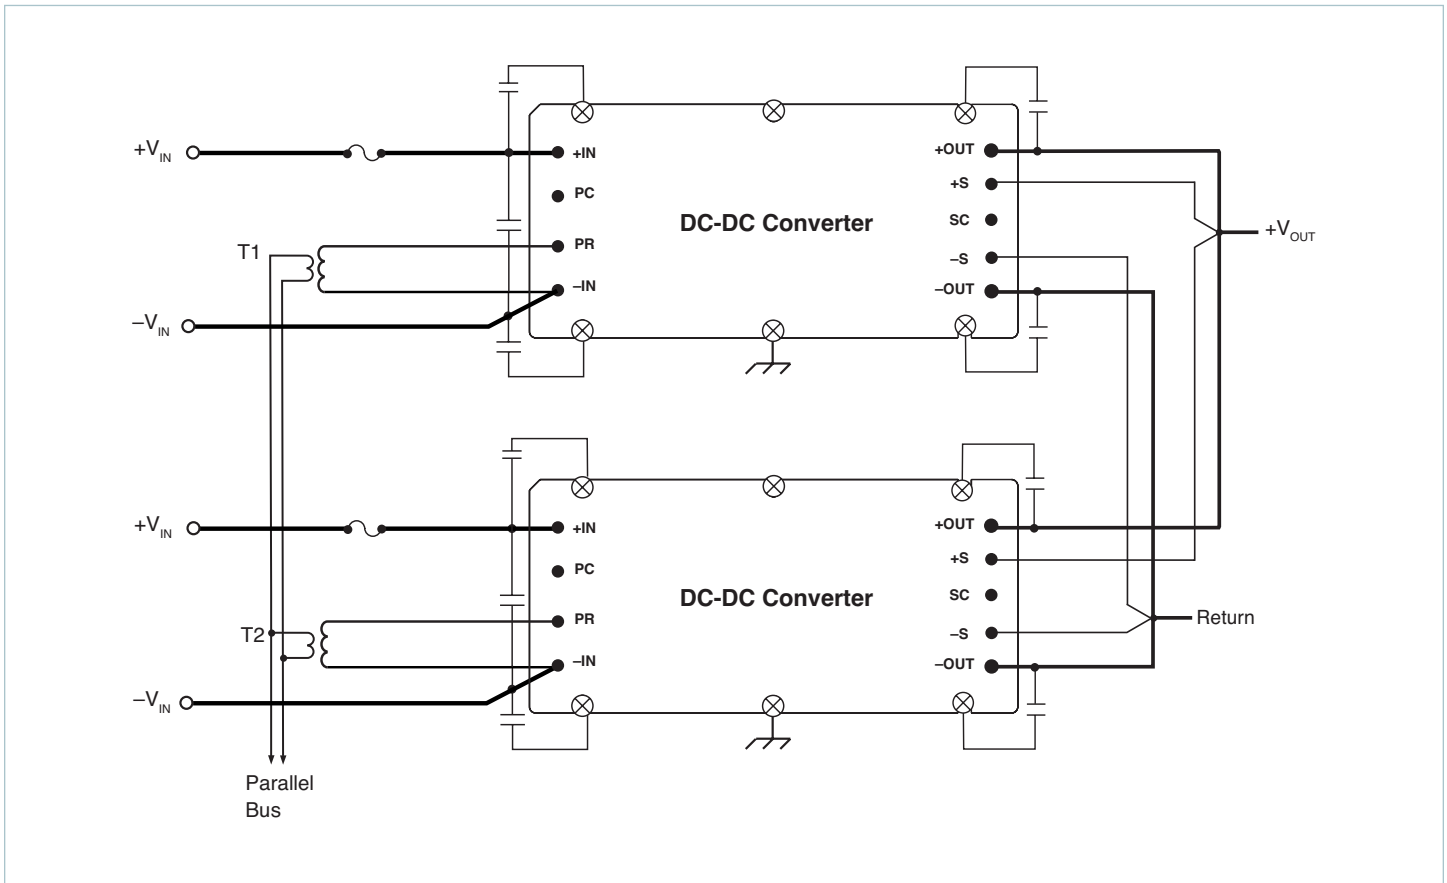 +VIN
+IN
PC
T1
PR
–IN
–VIN
DC-DC Converter
+OUT
+S
SC
–S
–OUT
+VOUT
+VIN
+IN
PC
T2
PR
–IN
–VIN
DC-DC Converter
+OUT
+S
SC
–S
–OUT
Return
Parallel
Bus